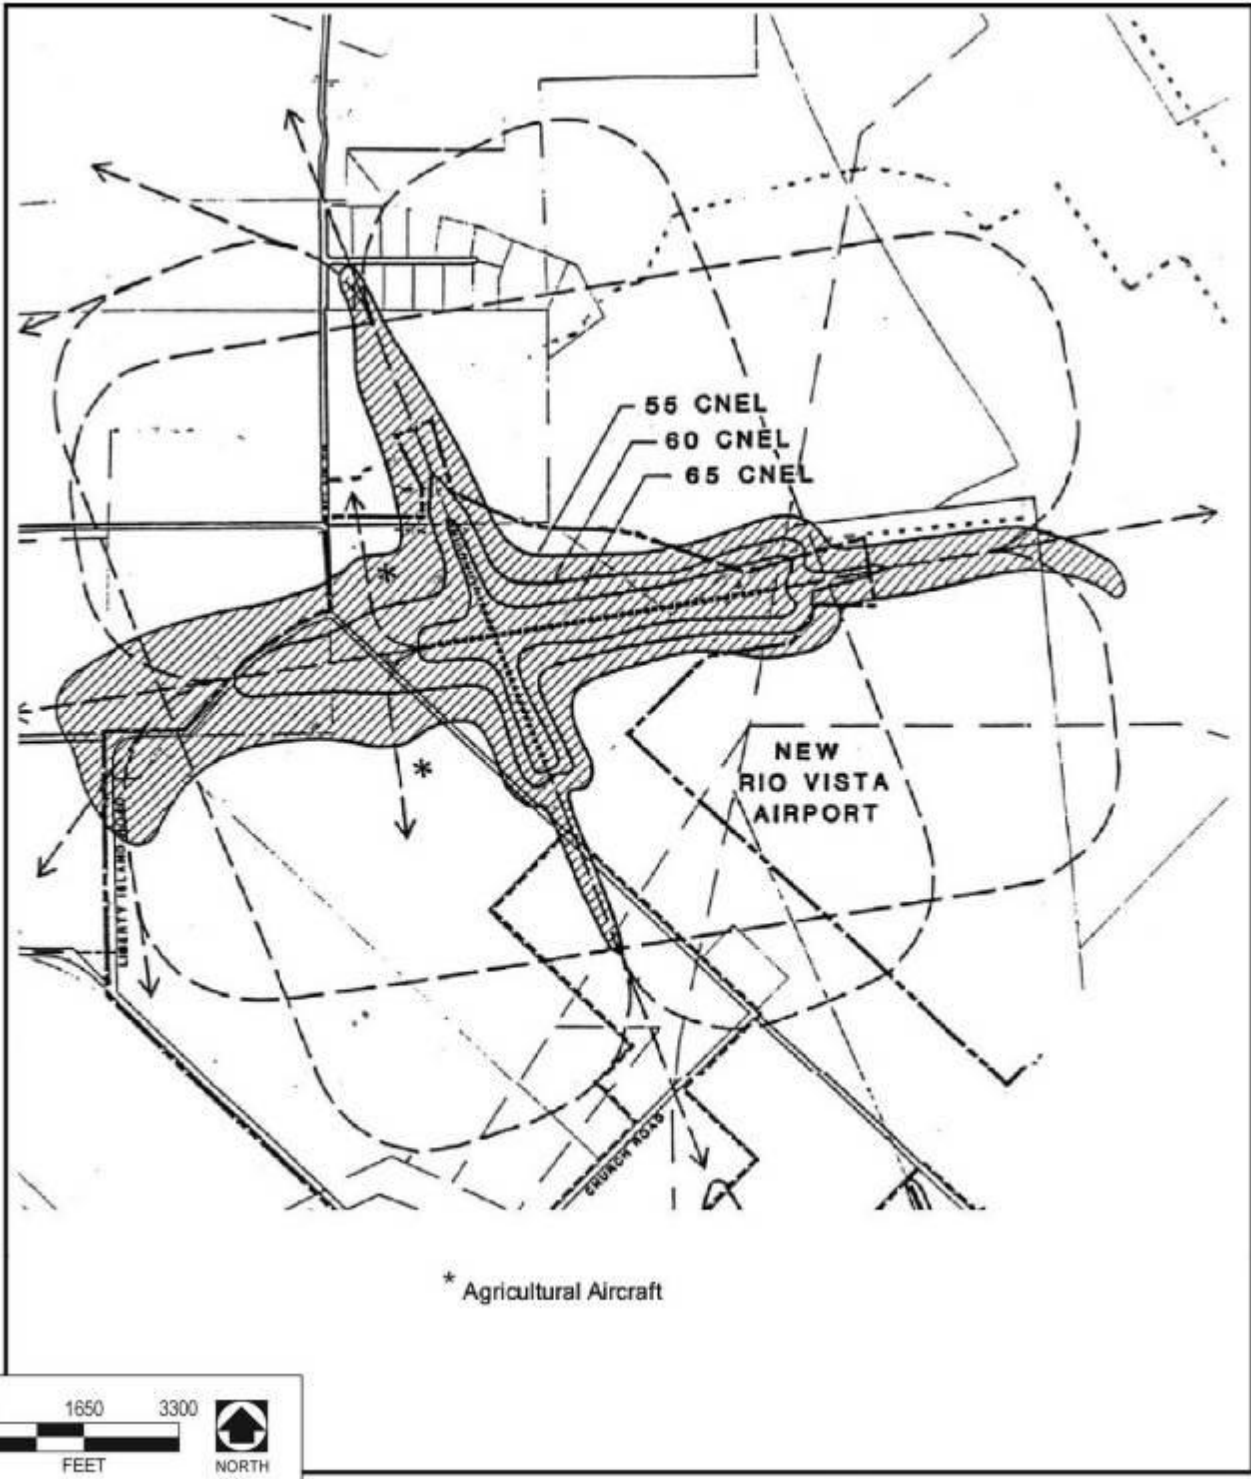 55 CNEL
60 CNEL
65 CNEL
*
*
NEW
RIO VISTA
AIRPORT
LIBERTY ISLAND ROAD
CHURCH ROAD
* Agricultural Aircraft
1650 3300
FEET
NORTH